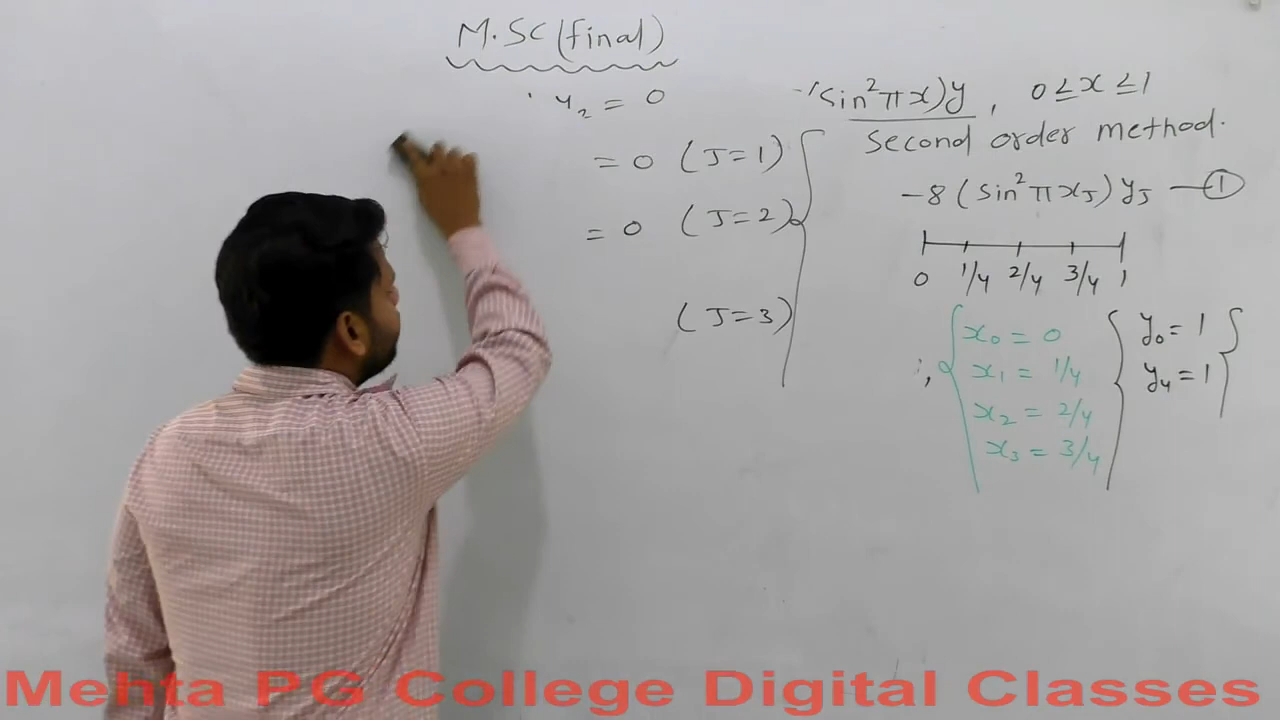 M.SC (final)
y₂ = 0
= 0 (J=1)
= 0 (J=2)
(J=3)
(sin²πx)y, 0≤x≤1
Second order method.
-8 (sin²πxJ) yJ —①
0 1/4 2/4 3/4 1
x₀ = 0
x₁ = 1/4
x₂ = 2/4
x₃ = 3/4
y₀ = 1
y₄ = 1
Mehta PG College Digital Classes